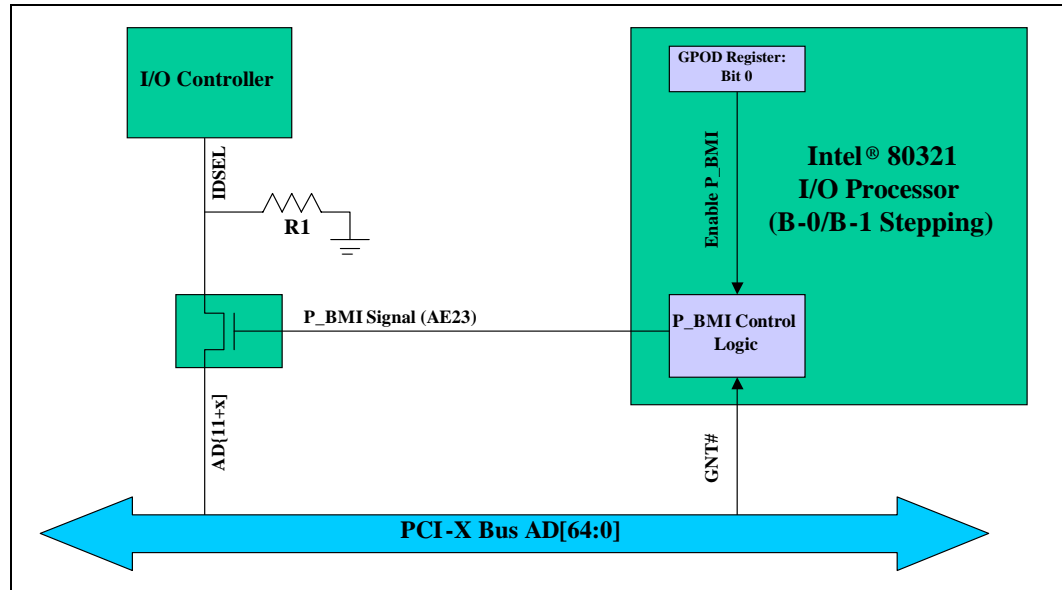 I/O Controller
GPOD Register:
Bit 0
IDSEL
R1
Enable P_BMI
Intel® 80321
I/O Processor
(B-0/B-1 Stepping)
P_BMI Signal (AE23)
P_BMI Control
Logic
AD{11+x]
GNT#
PCI-X Bus AD[64:0]